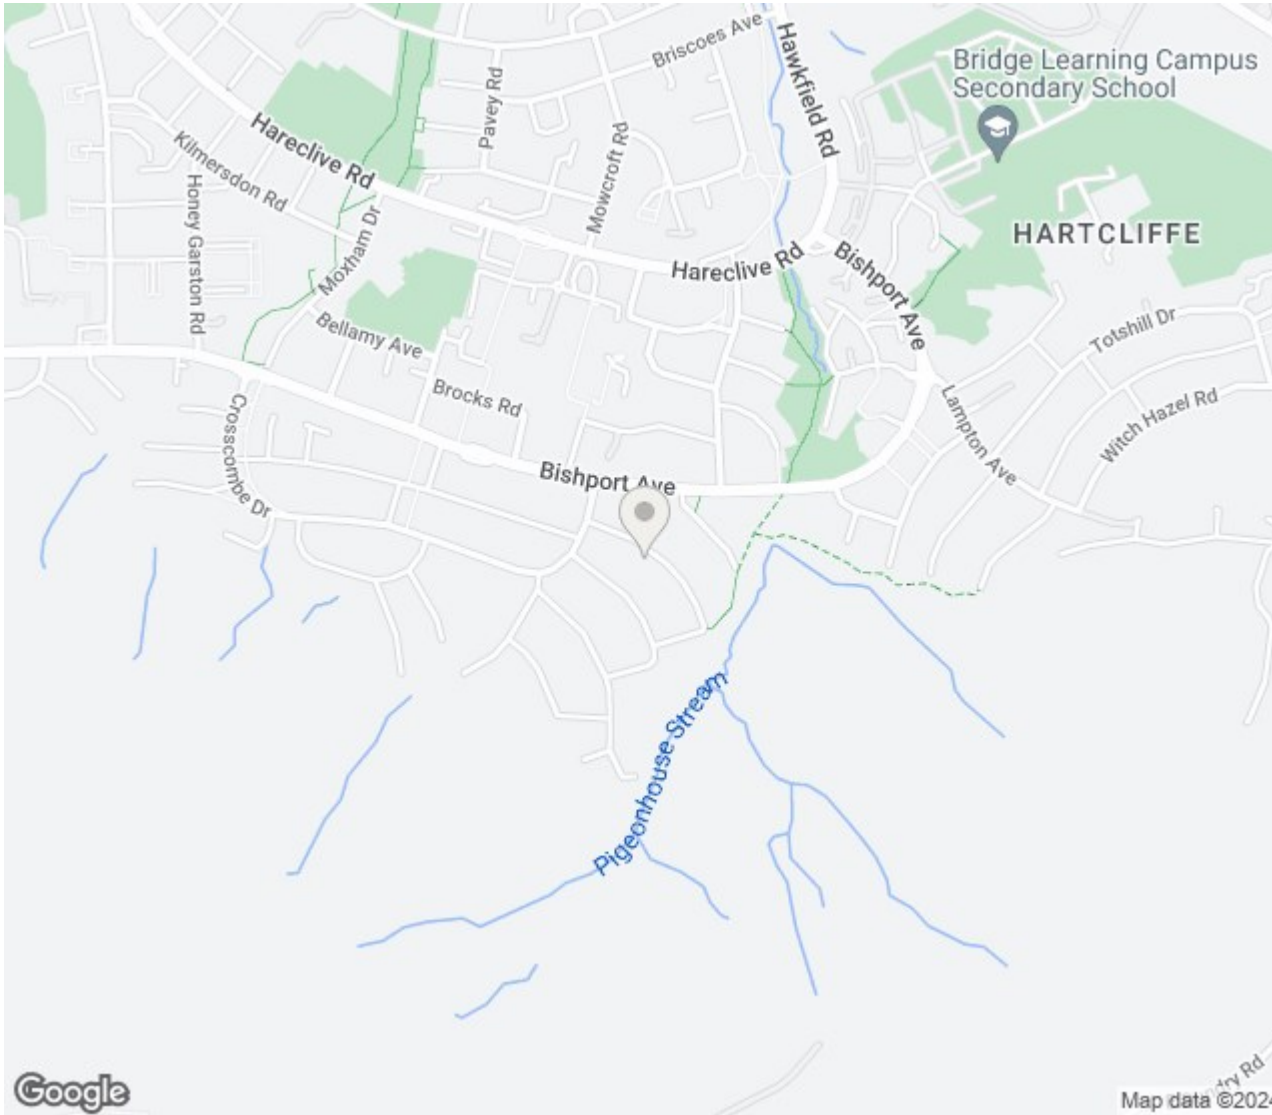 Briscoes Ave
Hawkfield Rd
Bridge Learning Campus
Secondary School
Pavey Rd
Hareclive Rd
Kilmersdon Rd
Mowcroft Rd
Honey Garston Rd
Moxham Dr
HARTCLIFFE
Hareclive Rd
Bishport Ave
Bellamy Ave
Totshill Dr
Brocks Rd
Crosscombe Dr
Lampton Ave
Witch Hazel Rd
Bishport Ave
Pigeonhouse Stream
Google
Rd
Map data ©2024